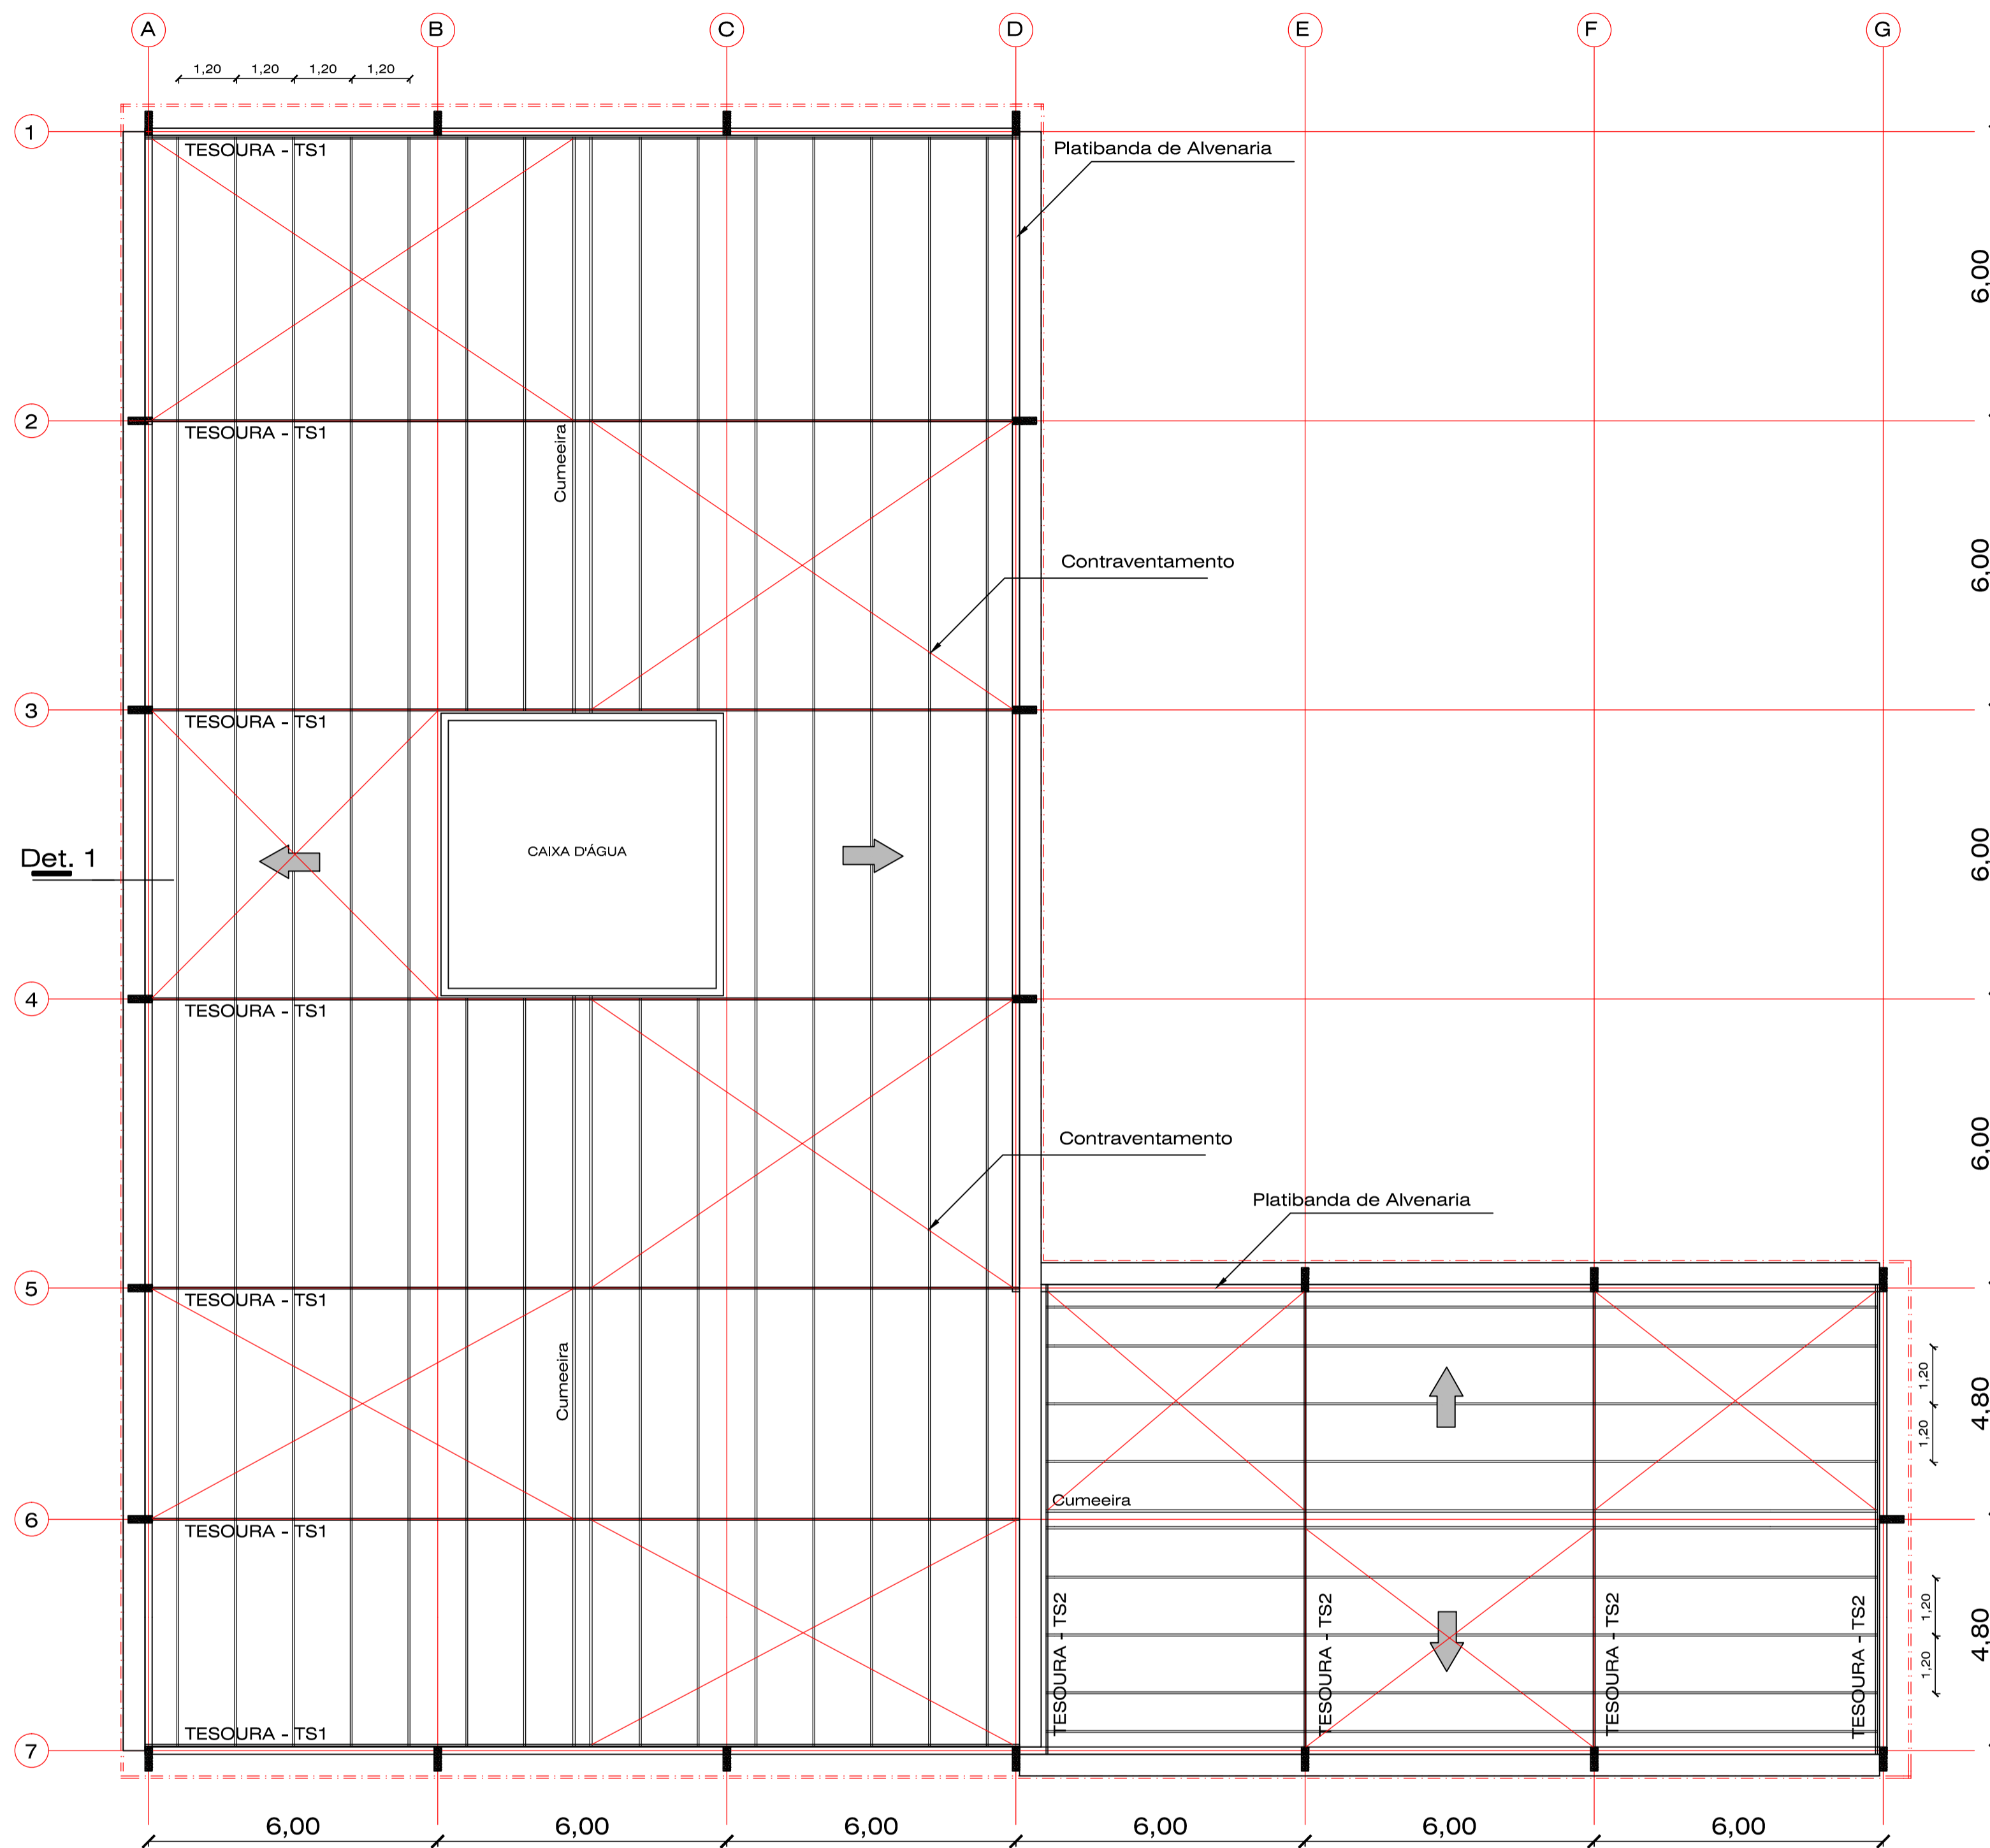 A B C D E F G
1,20 1,20 1,20 1,20
1
TESOURA - TS1
Platibanda de Alvenaria
6,00
2
TESOURA - TS1
Cumeeira
Contraventamento
6,00
3
TESOURA - TS1
CAIXA D'ÁGUA
6,00
Det. 1
4
TESOURA - TS1
Contraventamento
6,00
Platibanda de Alvenaria
5
TESOURA - TS1
Cumeeira
1,20
1,20
4,80
Cumeeira
6
TESOURA - TS1
TESOURA - TS2
TESOURA - TS2
TESOURA - TS2
TESOURA - TS2
1,20
1,20
4,80
TESOURA - TS1
7
6,00 6,00 6,00 6,00 6,00 6,00